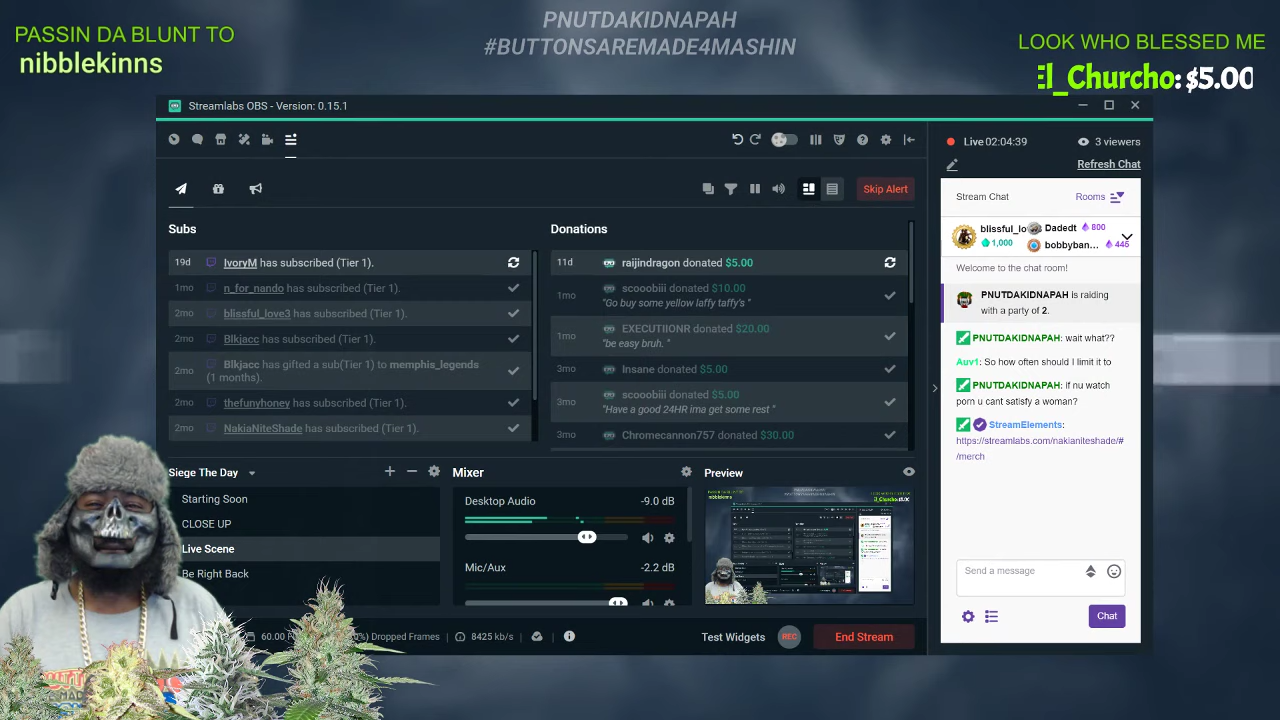 PASSIN DA BLUNT TO
nibblekinns
PNUTDAKIDNAPAH
#BUTTONSAREMADE4MASHIN
LOOK WHO BLESSED ME
El_Churcho: $5.00
Streamlabs OBS - Version: 0.15.1
Skip Alert
Subs
19d IvoryM has subscribed (Tier 1).
1mo n_for_nando has subscribed (Tier 1).
2mo blissful_love3 has subscribed (Tier 1).
2mo Blkjacc has subscribed (Tier 1).
2mo Blkjacc has gifted a sub(Tier 1) to memphis_legends
(1 months).
2mo thefunyhoney has subscribed (Tier 1).
2mo NakiaNiteShade has subscribed (Tier 1).
Donations
11d raijindragon donated $5.00
1mo scooobiii donated $10.00
"Go buy some yellow laffy taffy's "
1mo EXECUTIIONR donated $20.00
"be easy bruh. "
3mo Insane donated $5.00
3mo scooobiii donated $5.00
"Have a good 24HR ima get some rest "
3mo Chromecannon757 donated $30.00
Siege The Day
Starting Soon
CLOSE UP
Live Scene
Be Right Back
Mixer
Desktop Audio -9.0 dB
Mic/Aux -2.2 dB
Preview
60.00
Dropped Frames
8425 kb/s
Test Widgets
REC
End Stream
Live 02:04:39
3 viewers
Refresh Chat
Stream Chat
Rooms
blissful_lo
1,000
Dadedt 800
bobbyban... 445
Welcome to the chat room!
PNUTDAKIDNAPAH is raiding
with a party of 2.
PNUTDAKIDNAPAH: wait what??
Auv1: So how often should I limit it to
PNUTDAKIDNAPAH: if nu watch
porn u cant satisfy a woman?
StreamElements:
https://streamlabs.com/nakianiteshade/#
/merch
Send a message
Chat